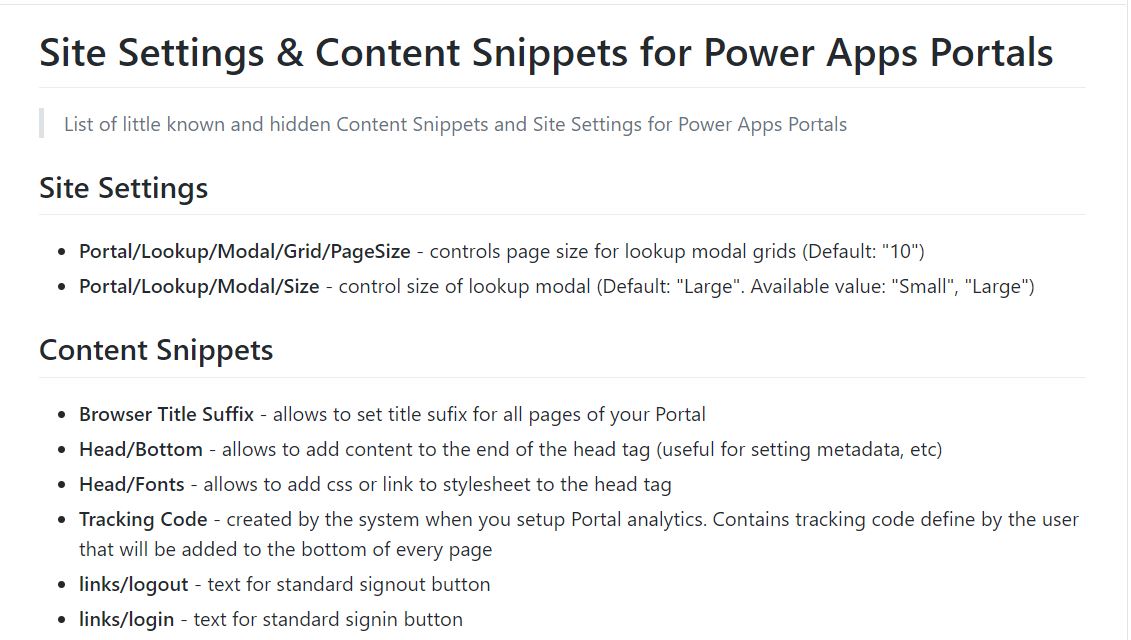 Site Settings & Content Snippets for Power Apps Portals
List of little known and hidden Content Snippets and Site Settings for Power Apps Portals
Site Settings
Portal/Lookup/Modal/Grid/PageSize - controls page size for lookup modal grids (Default: "10")
Portal/Lookup/Modal/Size - control size of lookup modal (Default: "Large". Available value: "Small", "Large")
Content Snippets
Browser Title Suffix - allows to set title sufix for all pages of your Portal
Head/Bottom - allows to add content to the end of the head tag (useful for setting metadata, etc)
Head/Fonts - allows to add css or link to stylesheet to the head tag
Tracking Code - created by the system when you setup Portal analytics. Contains tracking code define by the user
that will be added to the bottom of every page
links/logout - text for standard signout button
links/login - text for standard signin button